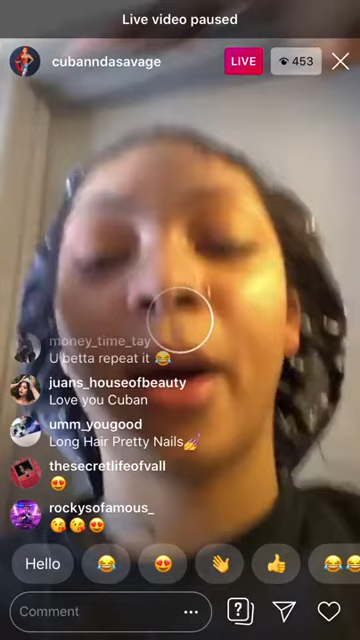 Live video paused
cubanndasavage
LIVE
453
money_time_tay
U betta repeat it 😂
juans_houseofbeauty
Love you Cuban
umm_yougood
Long Hair Pretty Nails💅
thesecretlifeofvall
😍
rockysofamous_
😘😘😍
Hello 😂 😍 👋 👍 😂😂
Comment